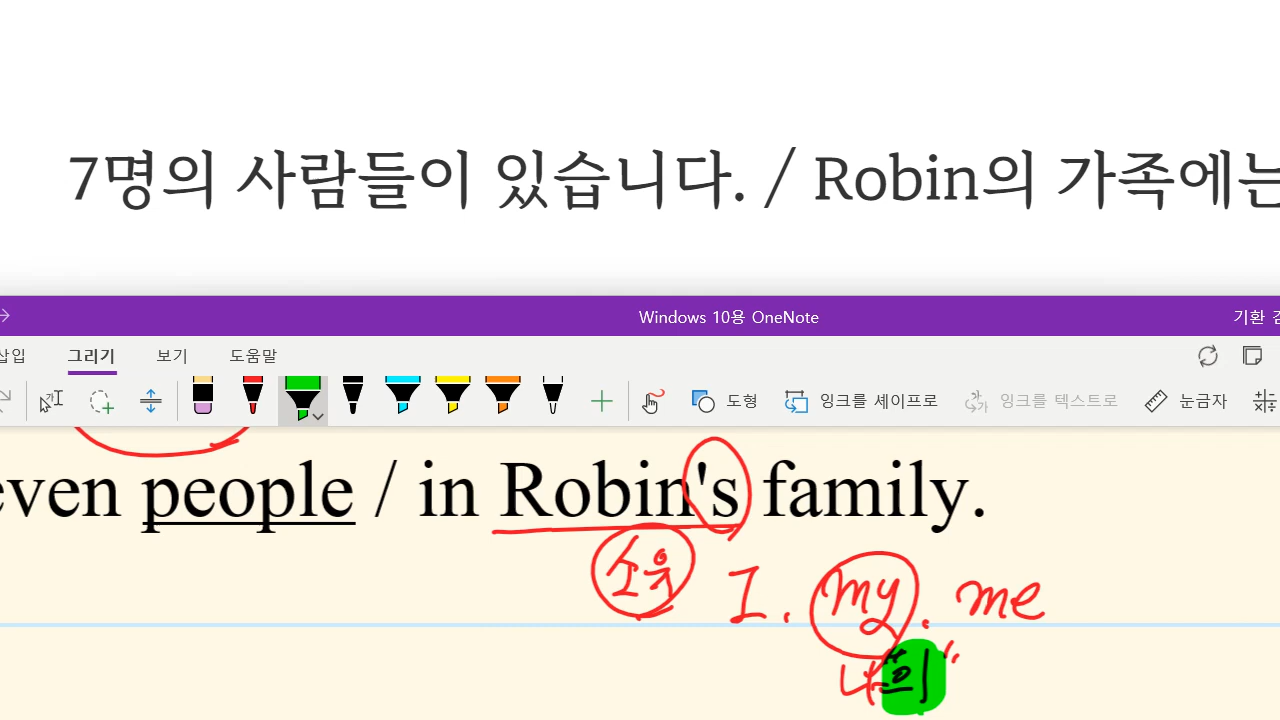 7명의 사람들이 있습니다. / Robin의 가족에는
Windows 10용 OneNote
기환
삽입 그리기 보기 도움말
도형 잉크를 셰이프로 잉크를 텍스트로 눈금자
even people / in Robin's family.
소유 I. my. me
나의"